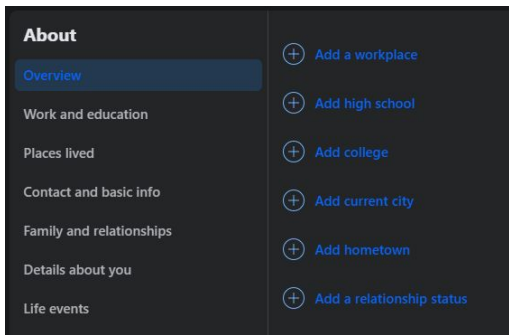 About
Overview
Work and education
Places lived
Contact and basic info
Family and relationships
Details about you
Life events
Add a workplace
Add high school
Add college
Add current city
Add hometown
Add a relationship status